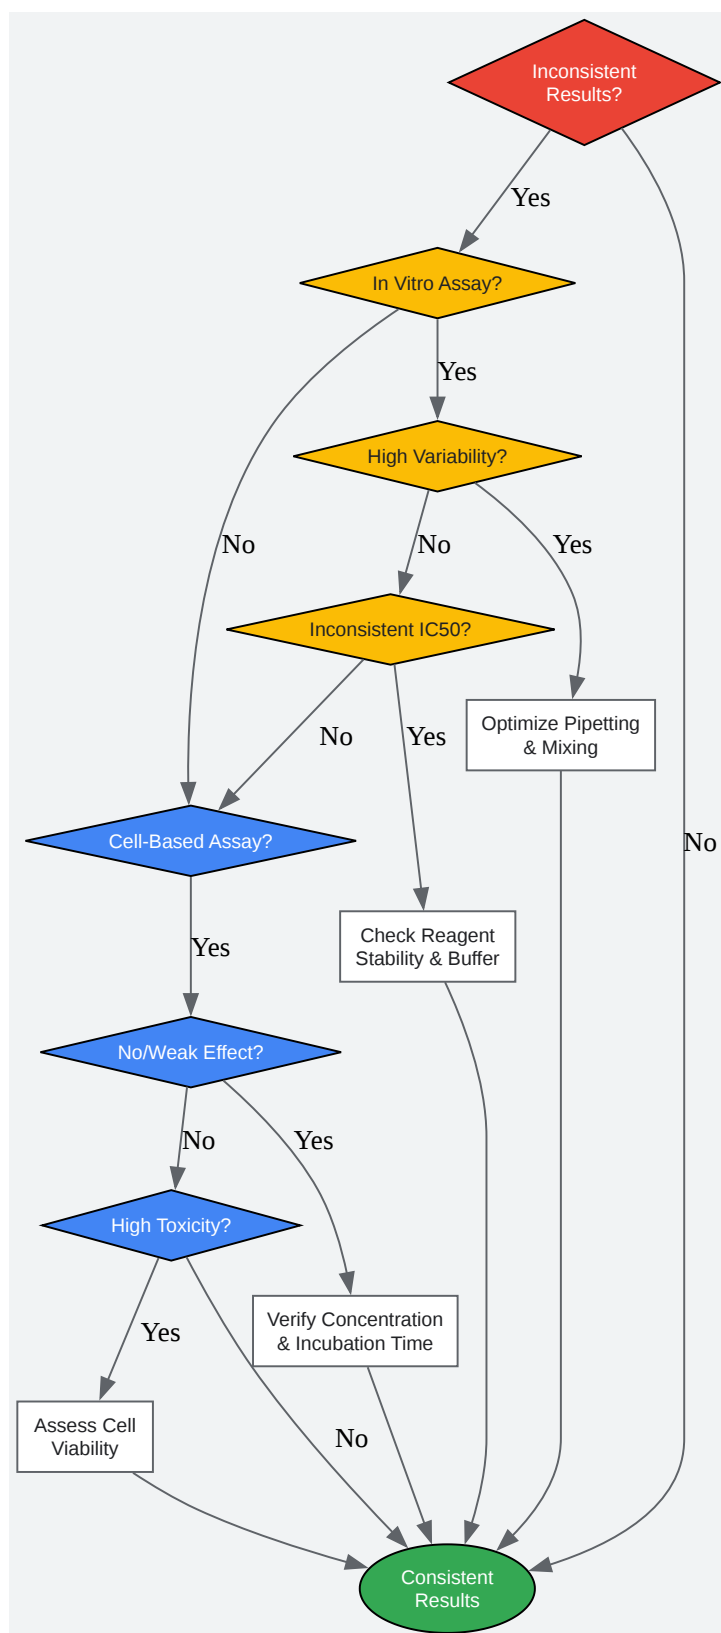 Inconsistent
Results?
Yes
In Vitro Assay?
Yes
High Variability?
No
No
Yes
Inconsistent IC50?
Optimize Pipetting
& Mixing
No
Yes
Cell-Based Assay?
No
Check Reagent
Stability & Buffer
Yes
No/Weak Effect?
No
Yes
High Toxicity?
Verify Concentration
& Incubation Time
Yes
Assess Cell
Viability
No
Consistent
Results